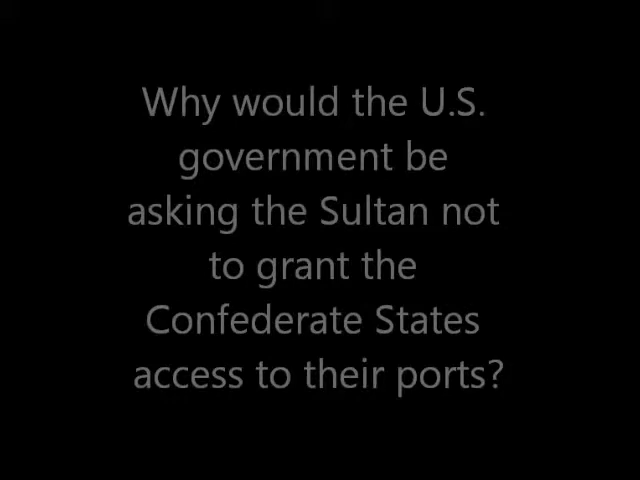 Why would the U.S.
government be
asking the Sultan not
to grant the
Confederate States
access to their ports?